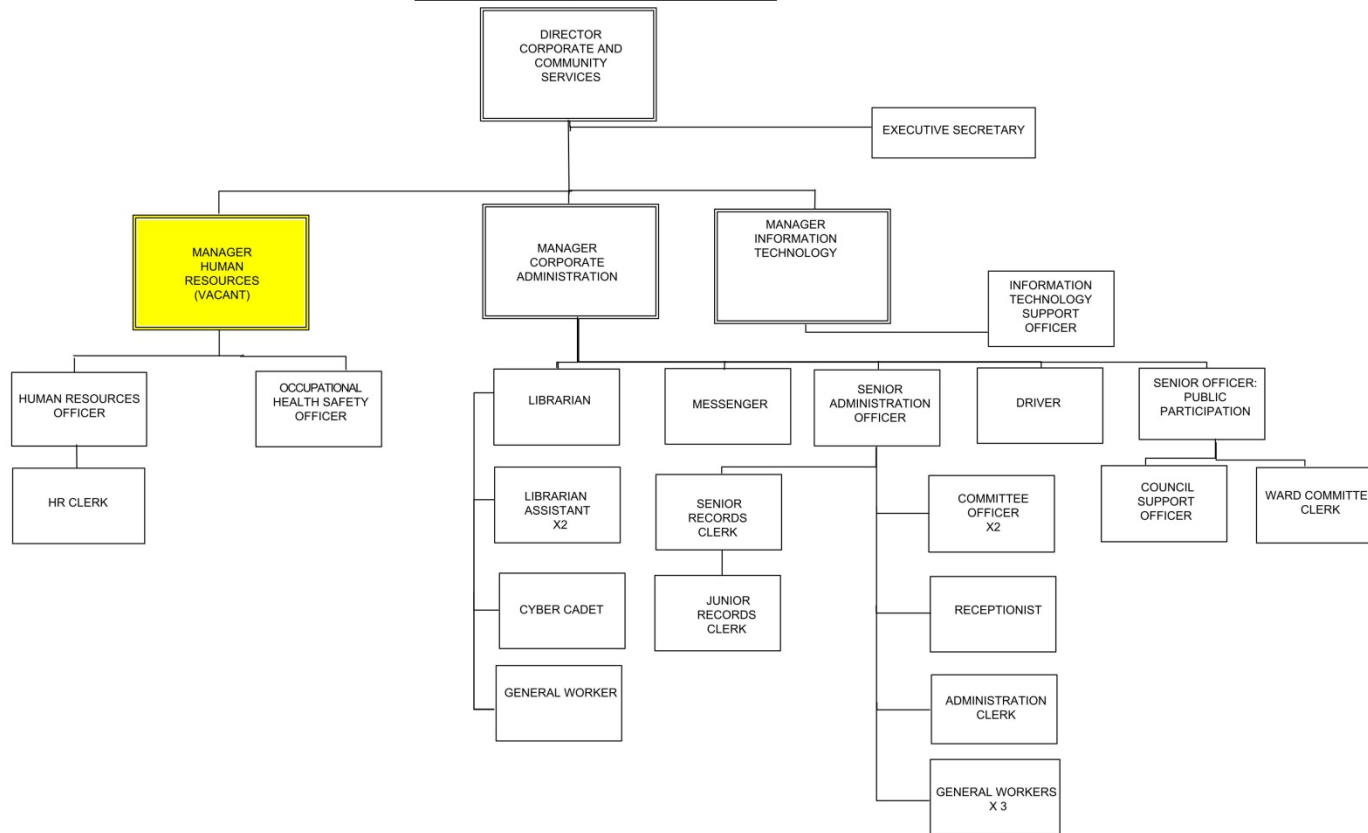 DIRECTOR
CORPORATE AND
COMMUNITY
SERVICES
EXECUTIVE SECRETARY
MANAGER
HUMAN
RESOURCES
(VACANT)
MANAGER
CORPORATE
ADMINISTRATION
MANAGER
INFORMATION
TECHNOLOGY
INFORMATION
TECHNOLOGY
SUPPORT
OFFICER
HUMAN RESOURCES
OFFICER
OCCUPATIONAL
HEALTH SAFETY
OFFICER
LIBRARIAN
MESSENGER
SENIOR
ADMINISTRATION
OFFICER
DRIVER
SENIOR OFFICER:
PUBLIC
PARTICIPATION
HR CLERK
LIBRARIAN
ASSISTANT
X2
SENIOR
RECORDS
CLERK
COMMITTEE
OFFICER
X2
COUNCIL
SUPPORT
OFFICER
WARD COMMITTE
CLERK
CYBER CADET
JUNIOR
RECORDS
CLERK
RECEPTIONIST
GENERAL WORKER
ADMINISTRATION
CLERK
GENERAL WORKERS
X 3